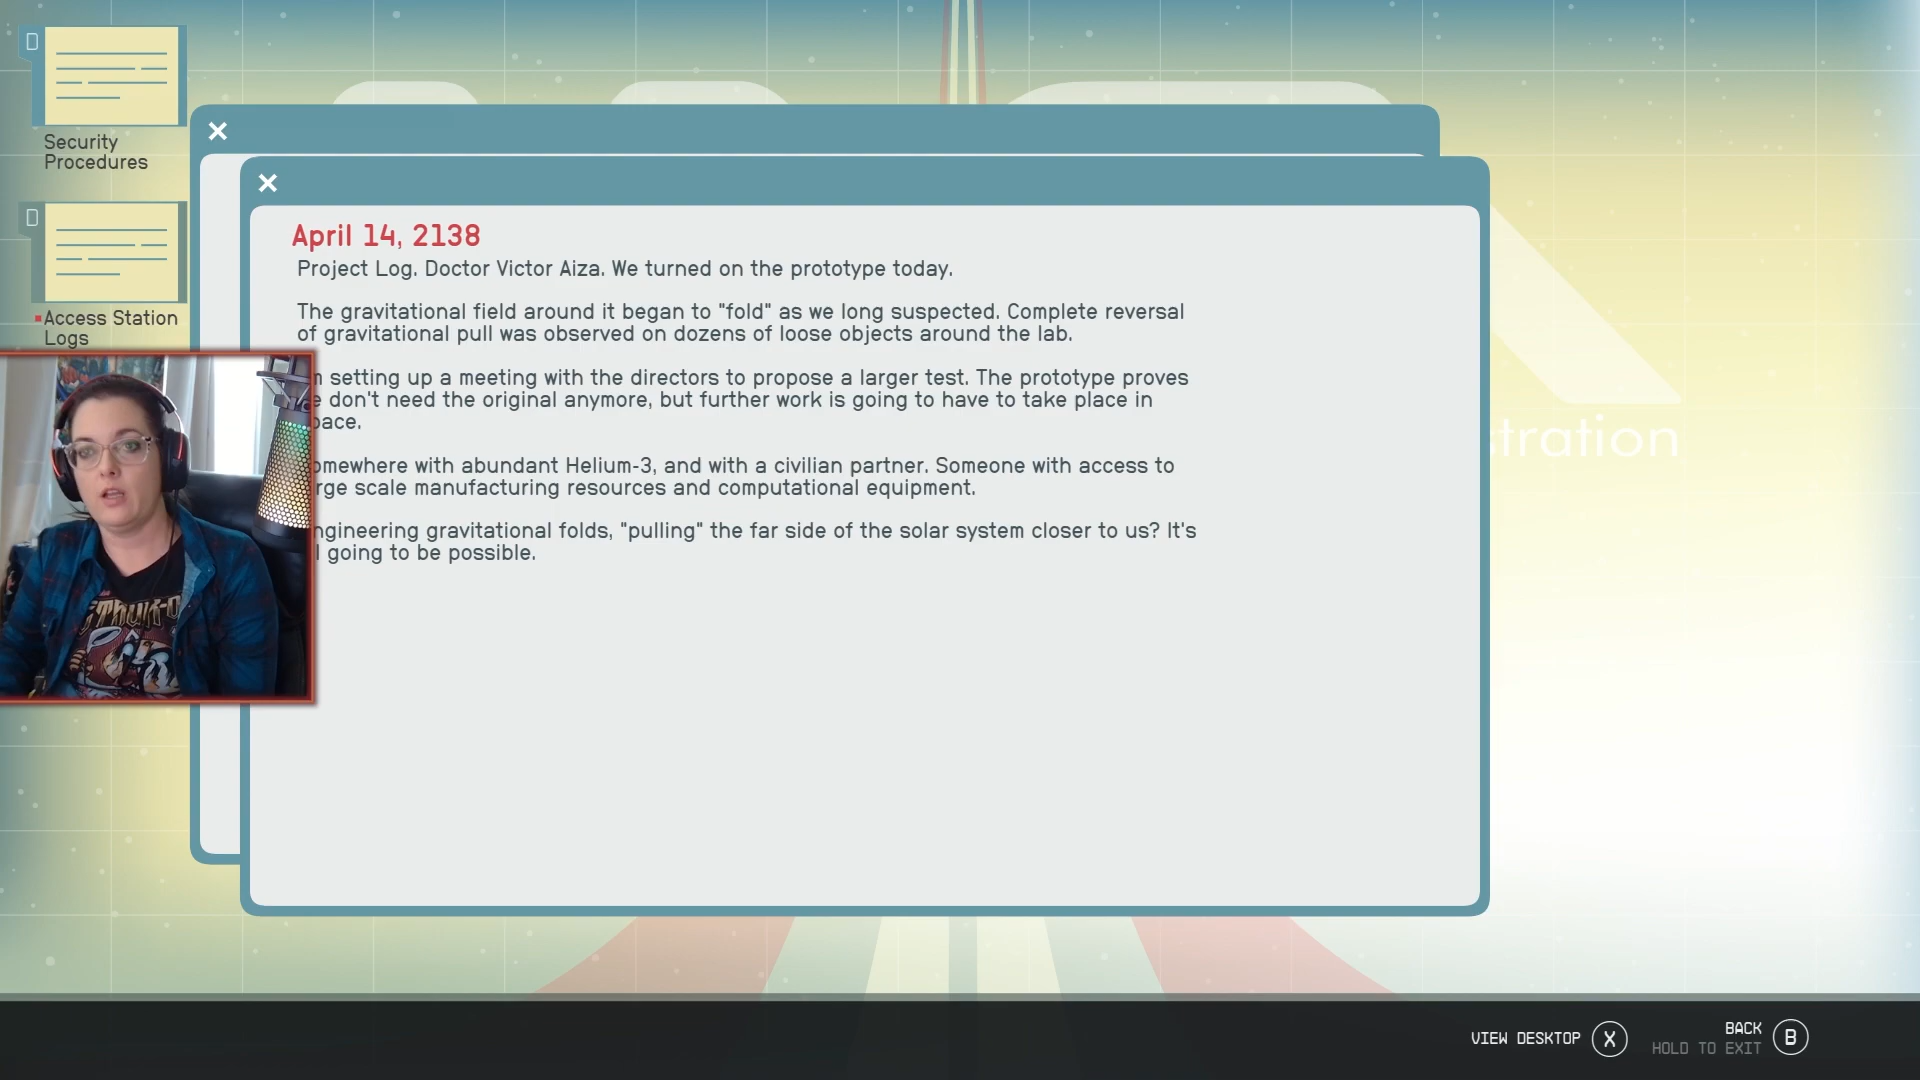 Security
Procedures
Access Station
Logs
April 14, 2138
Project Log. Doctor Victor Aiza. We turned on the prototype today.
The gravitational field around it began to "fold" as we long suspected. Complete reversal
of gravitational pull was observed on dozens of loose objects around the lab.
setting up a meeting with the directors to propose a larger test. The prototype proves
don't need the original anymore, but further work is going to have to take place in
pace.
omewhere with abundant Helium-3, and with a civilian partner. Someone with access to
rge scale manufacturing resources and computational equipment.
ngineering gravitational folds, "pulling" the far side of the solar system closer to us? It's
going to be possible.
stration
VIEW DESKTOP X
BACK
HOLD TO EXIT B